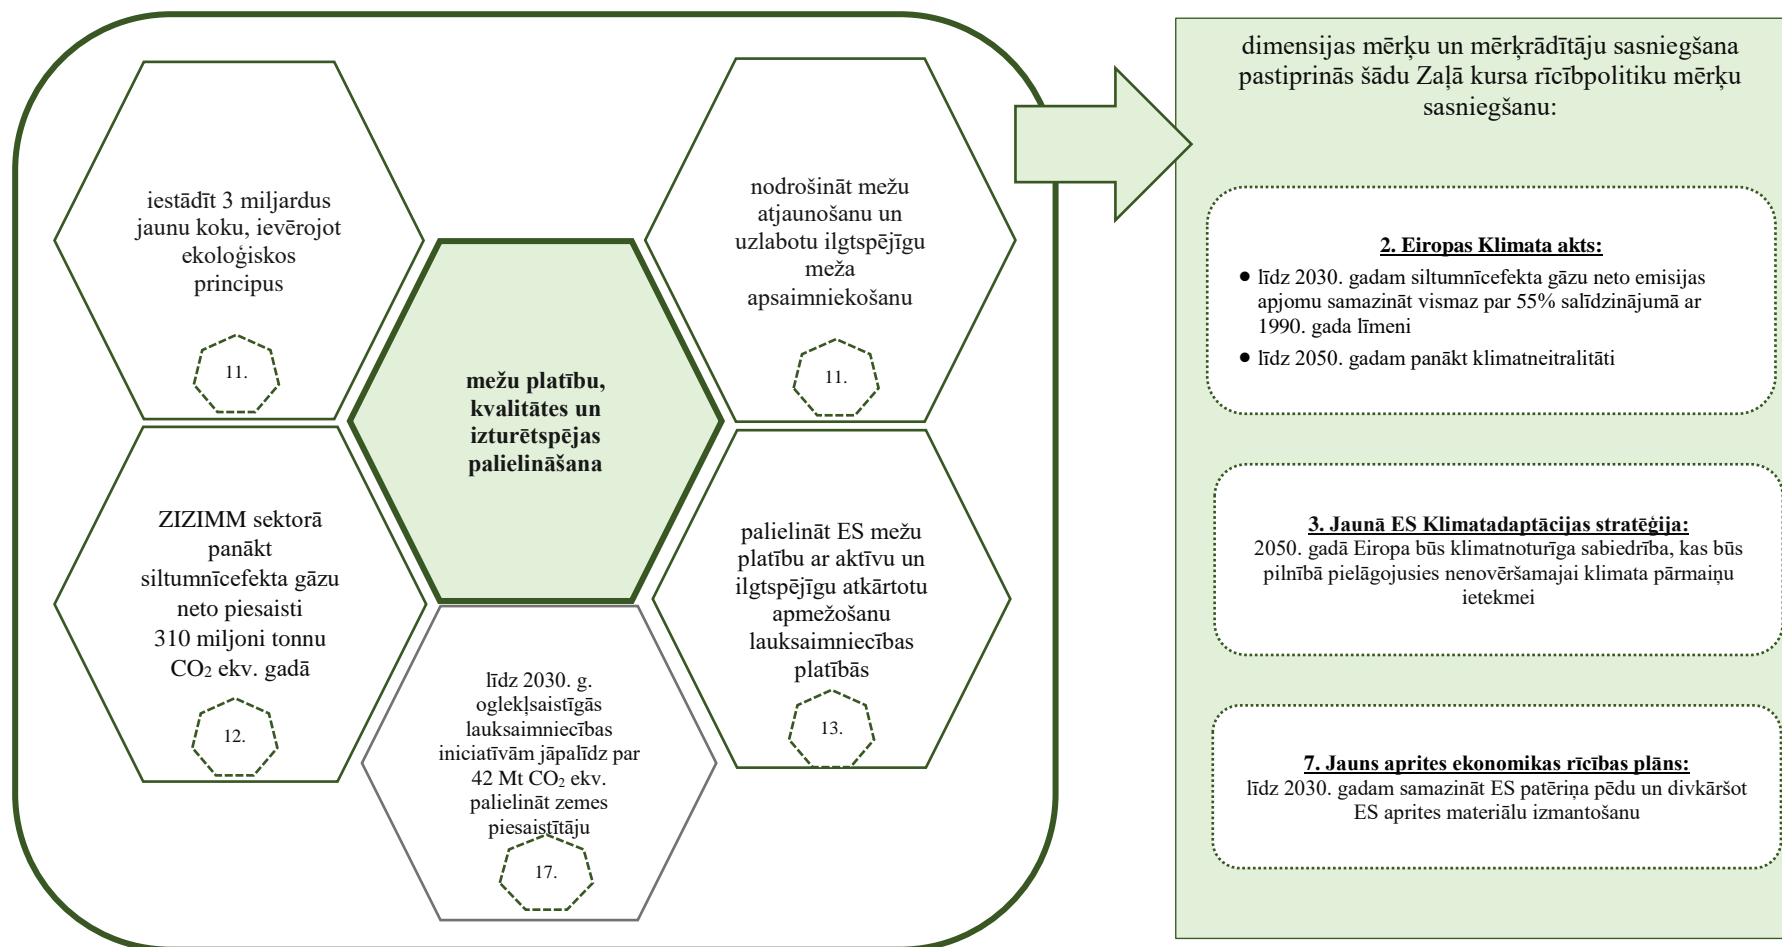 iestādīt 3 miljardus
jaunu koku, ievērojot
ekoloģiskos
principus
11.
nodrošināt mežu
atjaunošanu un
uzlabotu ilgtspējīgu
meža
apsaimniekošanu
11.
mežu platību,
kvalitātes un
izturētspējas
palielināšana
ZIZIMM sektorā
panākt
siltumnīcefekta gāzu
neto piesaisti
310 miljoni tonnu
CO₂ ekv. gadā
12.
palielināt ES mežu
platību ar aktīvu un
ilgtspējīgu atkārtotu
apmežošanu
lauksaimniecības
platībās
13.
līdz 2030. g.
oglekļsaistīgās
lauksaimniecības
iniciatīvām jāpalīdz par
42 Mt CO₂ ekv.
palielināt zemes
piesaistītāju
17.
dimensijas mērķu un mērķrādītāju sasniegšana
pastiprinās šādu Zaļā kursa rīcībpolitiku mērķu
sasniegšanu:
2. Eiropas Klimata akts:
● līdz 2030. gadam siltumnīcefekta gāzu neto emisijas
apjomu samazināt vismaz par 55% salīdzinājumā ar
1990. gada līmeni
● līdz 2050. gadam panākt klimatneitralitāti
3. Jaunā ES Klimatadaptācijas stratēģija:
2050. gadā Eiropa būs klimatnoturīga sabiedrība, kas būs
pilnībā pielāgojusies nenovēršamajai klimata pārmaiņu
ietekmei
7. Jauns aprites ekonomikas rīcības plāns:
līdz 2030. gadam samazināt ES patēriņa pēdu un divkāršot
ES aprites materiālu izmantošanu